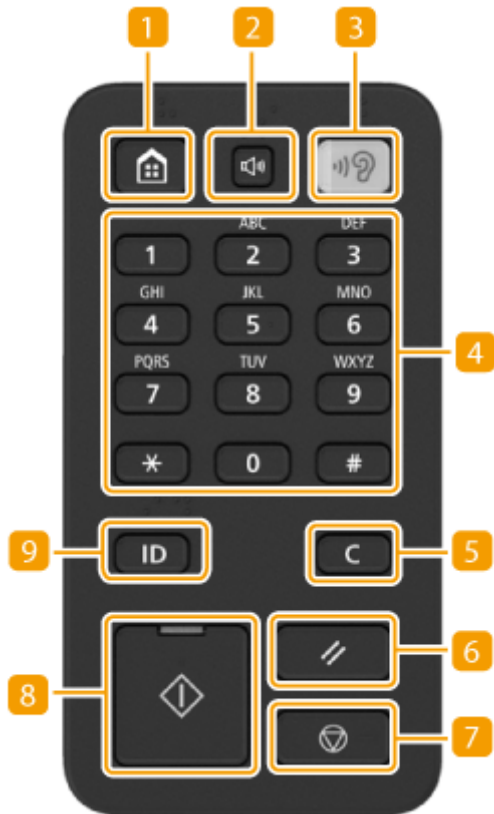 1 2 3
ABC DEF
1 2 3
GHI JKL MNO
4 5 6
4
PQRS TUV WXYZ
7 8 9
* 0 #
9 ID C 5
6
8
7